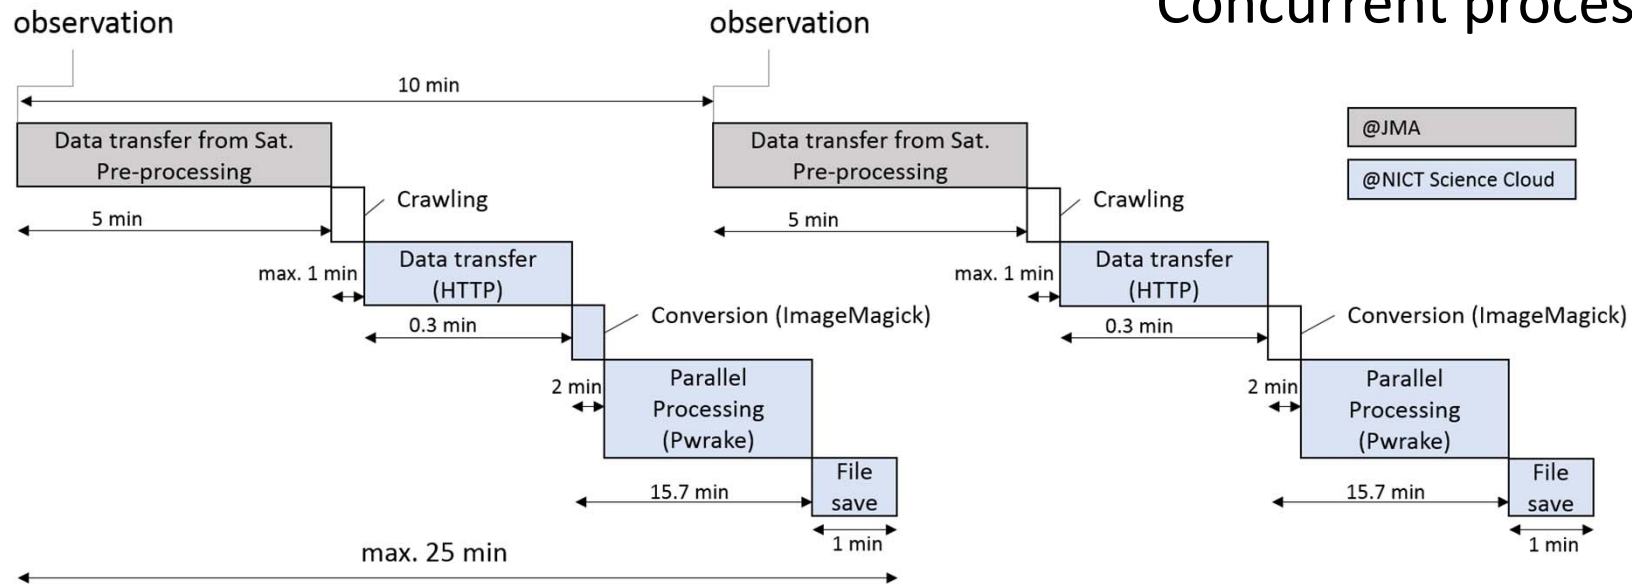 Concurrent proces
observation
observation
10 min
Data transfer from Sat.
Pre-processing
Data transfer from Sat.
Pre-processing
@JMA
@NICT Science Cloud
Crawling
Crawling
5 min
5 min
Data transfer
(HTTP)
Data transfer
(HTTP)
max. 1 min
max. 1 min
0.3 min
0.3 min
Conversion (ImageMagick)
Conversion (ImageMagick)
2 min
2 min
Parallel
Processing
(Pwrake)
Parallel
Processing
(Pwrake)
15.7 min
15.7 min
File
save
File
save
1 min
1 min
max. 25 min